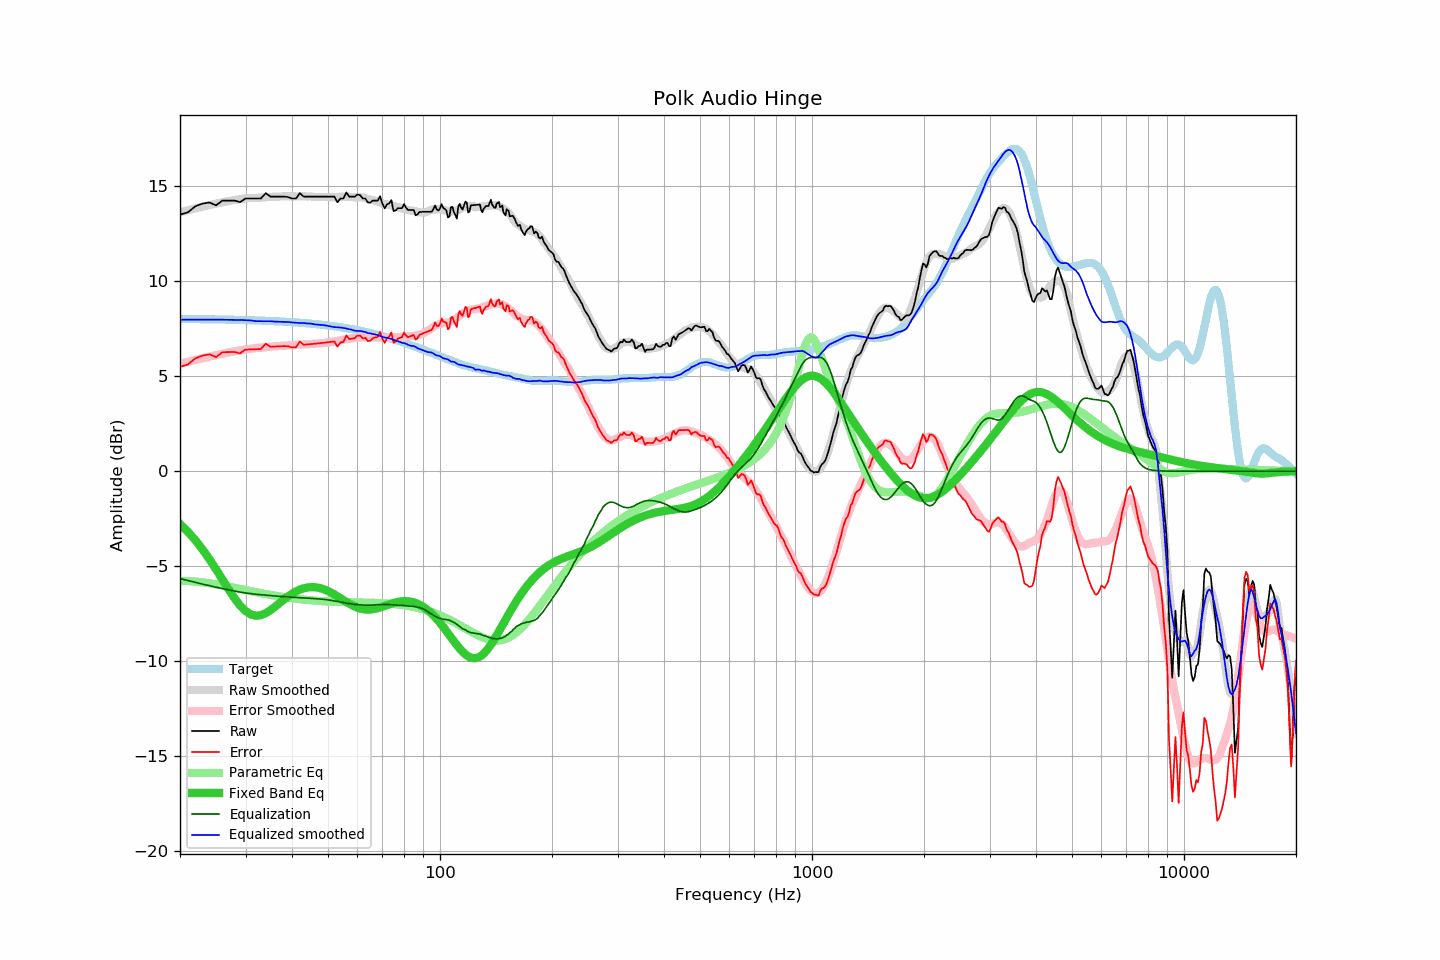 Polk Audio Hinge
15
10
5
0
−5
−10
−15
−20
Amplitude (dBr)
Target
Raw Smoothed
Error Smoothed
Raw
Error
Parametric Eq
Fixed Band Eq
Equalization
Equalized smoothed
100
1000
10000
Frequency (Hz)